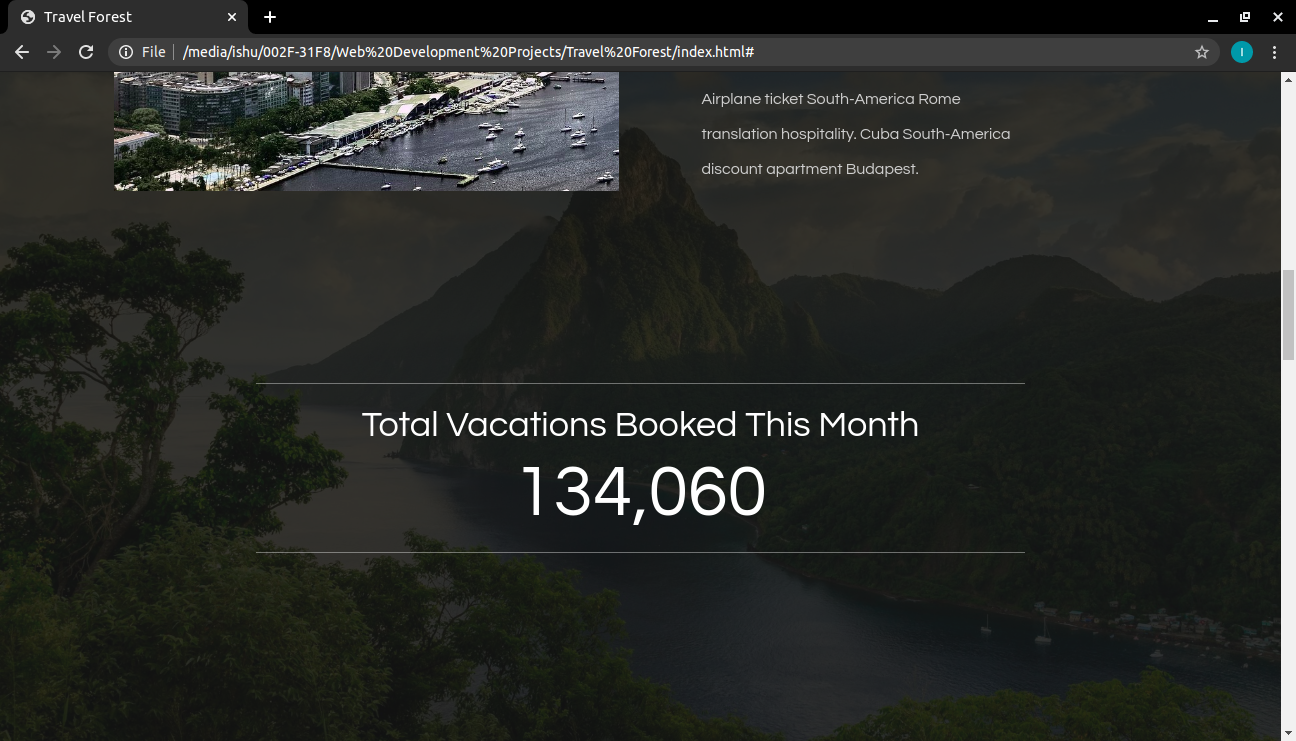 Travel Forest
File
/media/ishu/002F-31F8/Web%20Development%20Projects/Travel%20Forest/index.html#
I
Airplane ticket South-America Rome
translation hospitality. Cuba South-America
discount apartment Budapest.
Total Vacations Booked This Month
134,060